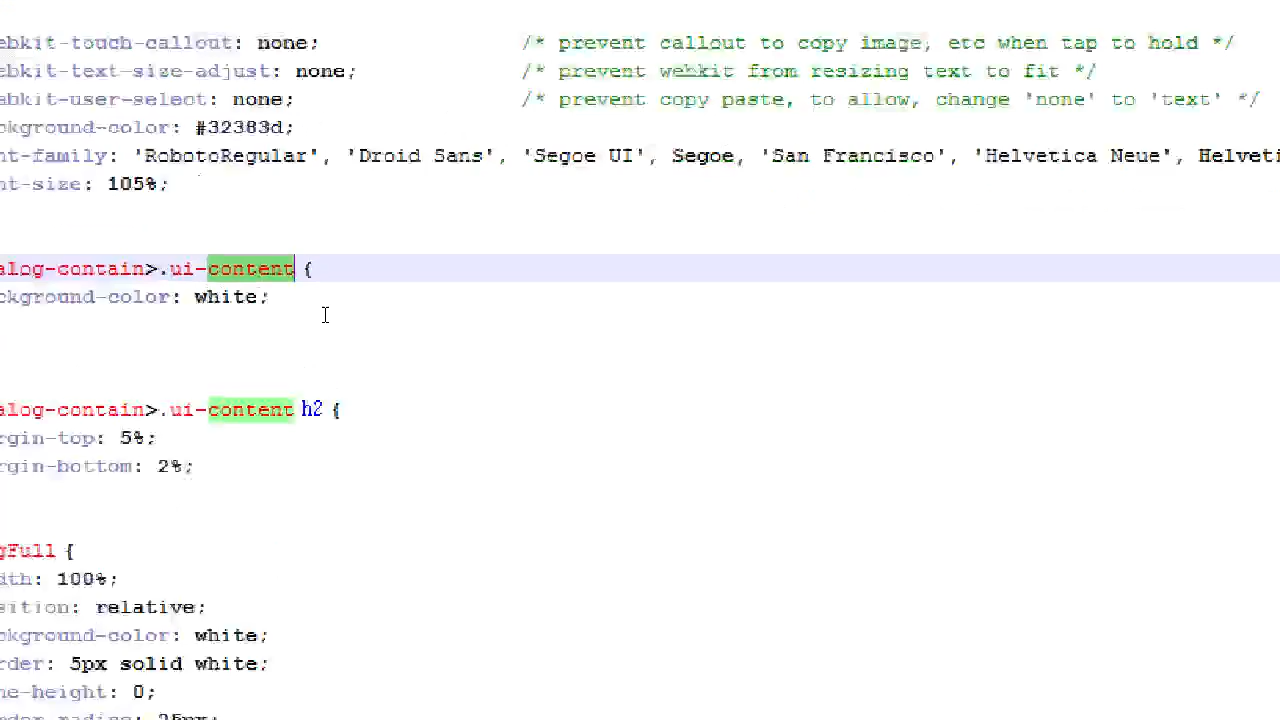 ebkit-touch-callout: none; /* prevent callout to copy image, etc when tap to hold */
ebkit-text-size-adjust: none; /* prevent webkit from resizing text to fit */
ebkit-user-select: none; /* prevent copy paste, to allow, change 'none' to 'text' */
ckground-color: #32383d;
nt-family: 'RobotoRegular', 'Droid Sans', 'Segoe UI', Segoe, 'San Francisco', 'Helvetica Neue', Helveti
nt-size: 105%;
alog-contain>.ui-content {
ckground-color: white;
alog-contain>.ui-content h2 {
rgin-top: 5%;
rgin-bottom: 2%;
gFull {
dth: 100%;
sition: relative;
ckground-color: white;
rder: 5px solid white;
ne-height: 0;